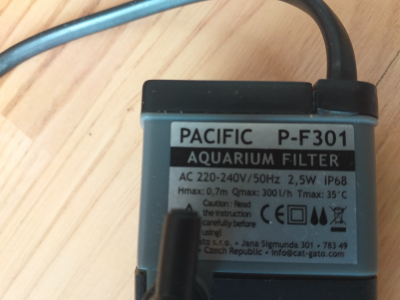 PACIFIC P-F301
AQUARIUM FILTER
AC 220-240V/50Hz 2,5W IP68
Hmax: 0,7m Qmax: 300l/h Tmax: 35°C
Caution: Read
the instruction
carefully before
using!
s.r.o. • Jana Sigmunda 301 • 783 49
Czech Republic • info@cat-gato.com